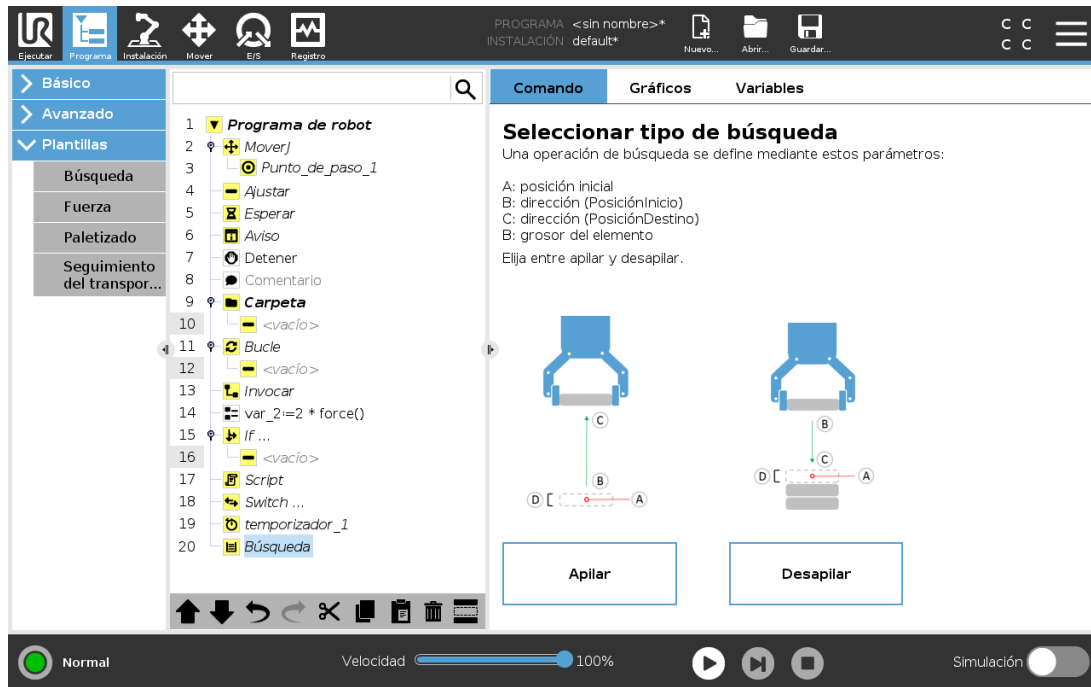 PROGRAMA <sin nombre>*
INSTALACIÓN default*
Ejecutar
Programa
Instalación
Mover
E/S
Registro
Nuevo...
Abrir...
Guardar...
C C
C C
Básico
Avanzado
Plantillas
Búsqueda
Fuerza
Paletizado
Seguimiento
del transpor...
1 Programa de robot
2 MoverJ
3 Punto_de_paso_1
4 Ajustar
5 Esperar
6 Aviso
7 Detener
8 Comentario
9 Carpeta
10 <vacío>
11 Bucle
12 <vacío>
13 Invocar
14 var_2:=2 * force()
15 If ...
16 <vacío>
17 Script
18 Switch ...
19 temporizador_1
20 Búsqueda
Comando
Gráficos
Variables
Seleccionar tipo de búsqueda
Una operación de búsqueda se define mediante estos parámetros:
A: posición inicial
B: dirección (PosiciónInicio)
C: dirección (PosiciónDestino)
B: grosor del elemento
Elija entre apilar y desapilar.
C
B
D
A
B
C
D
A
Apilar
Desapilar
Normal
Velocidad
100%
Simulación